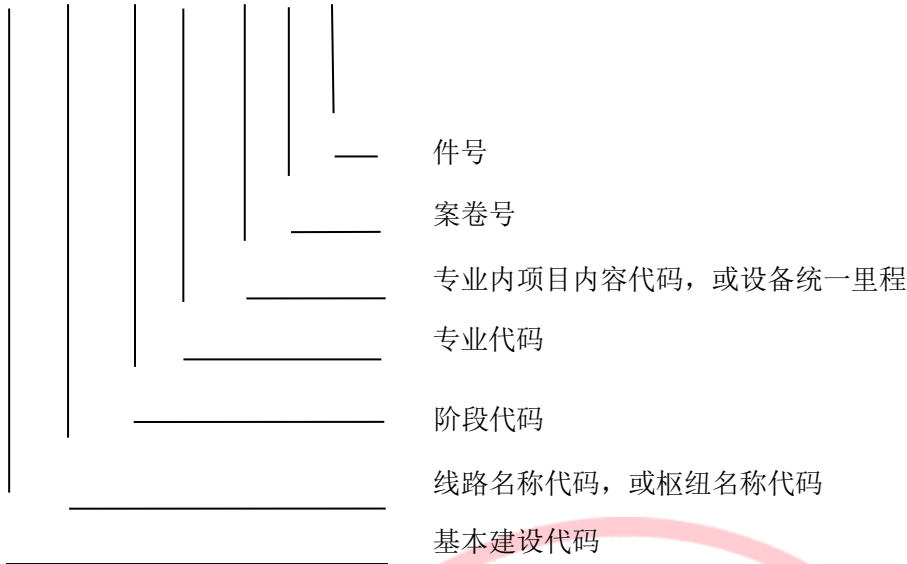 件号
案卷号
专业内项目内容代码，或设备统一里程
专业代码
阶段代码
线路名称代码，或枢纽名称代码
基本建设代码